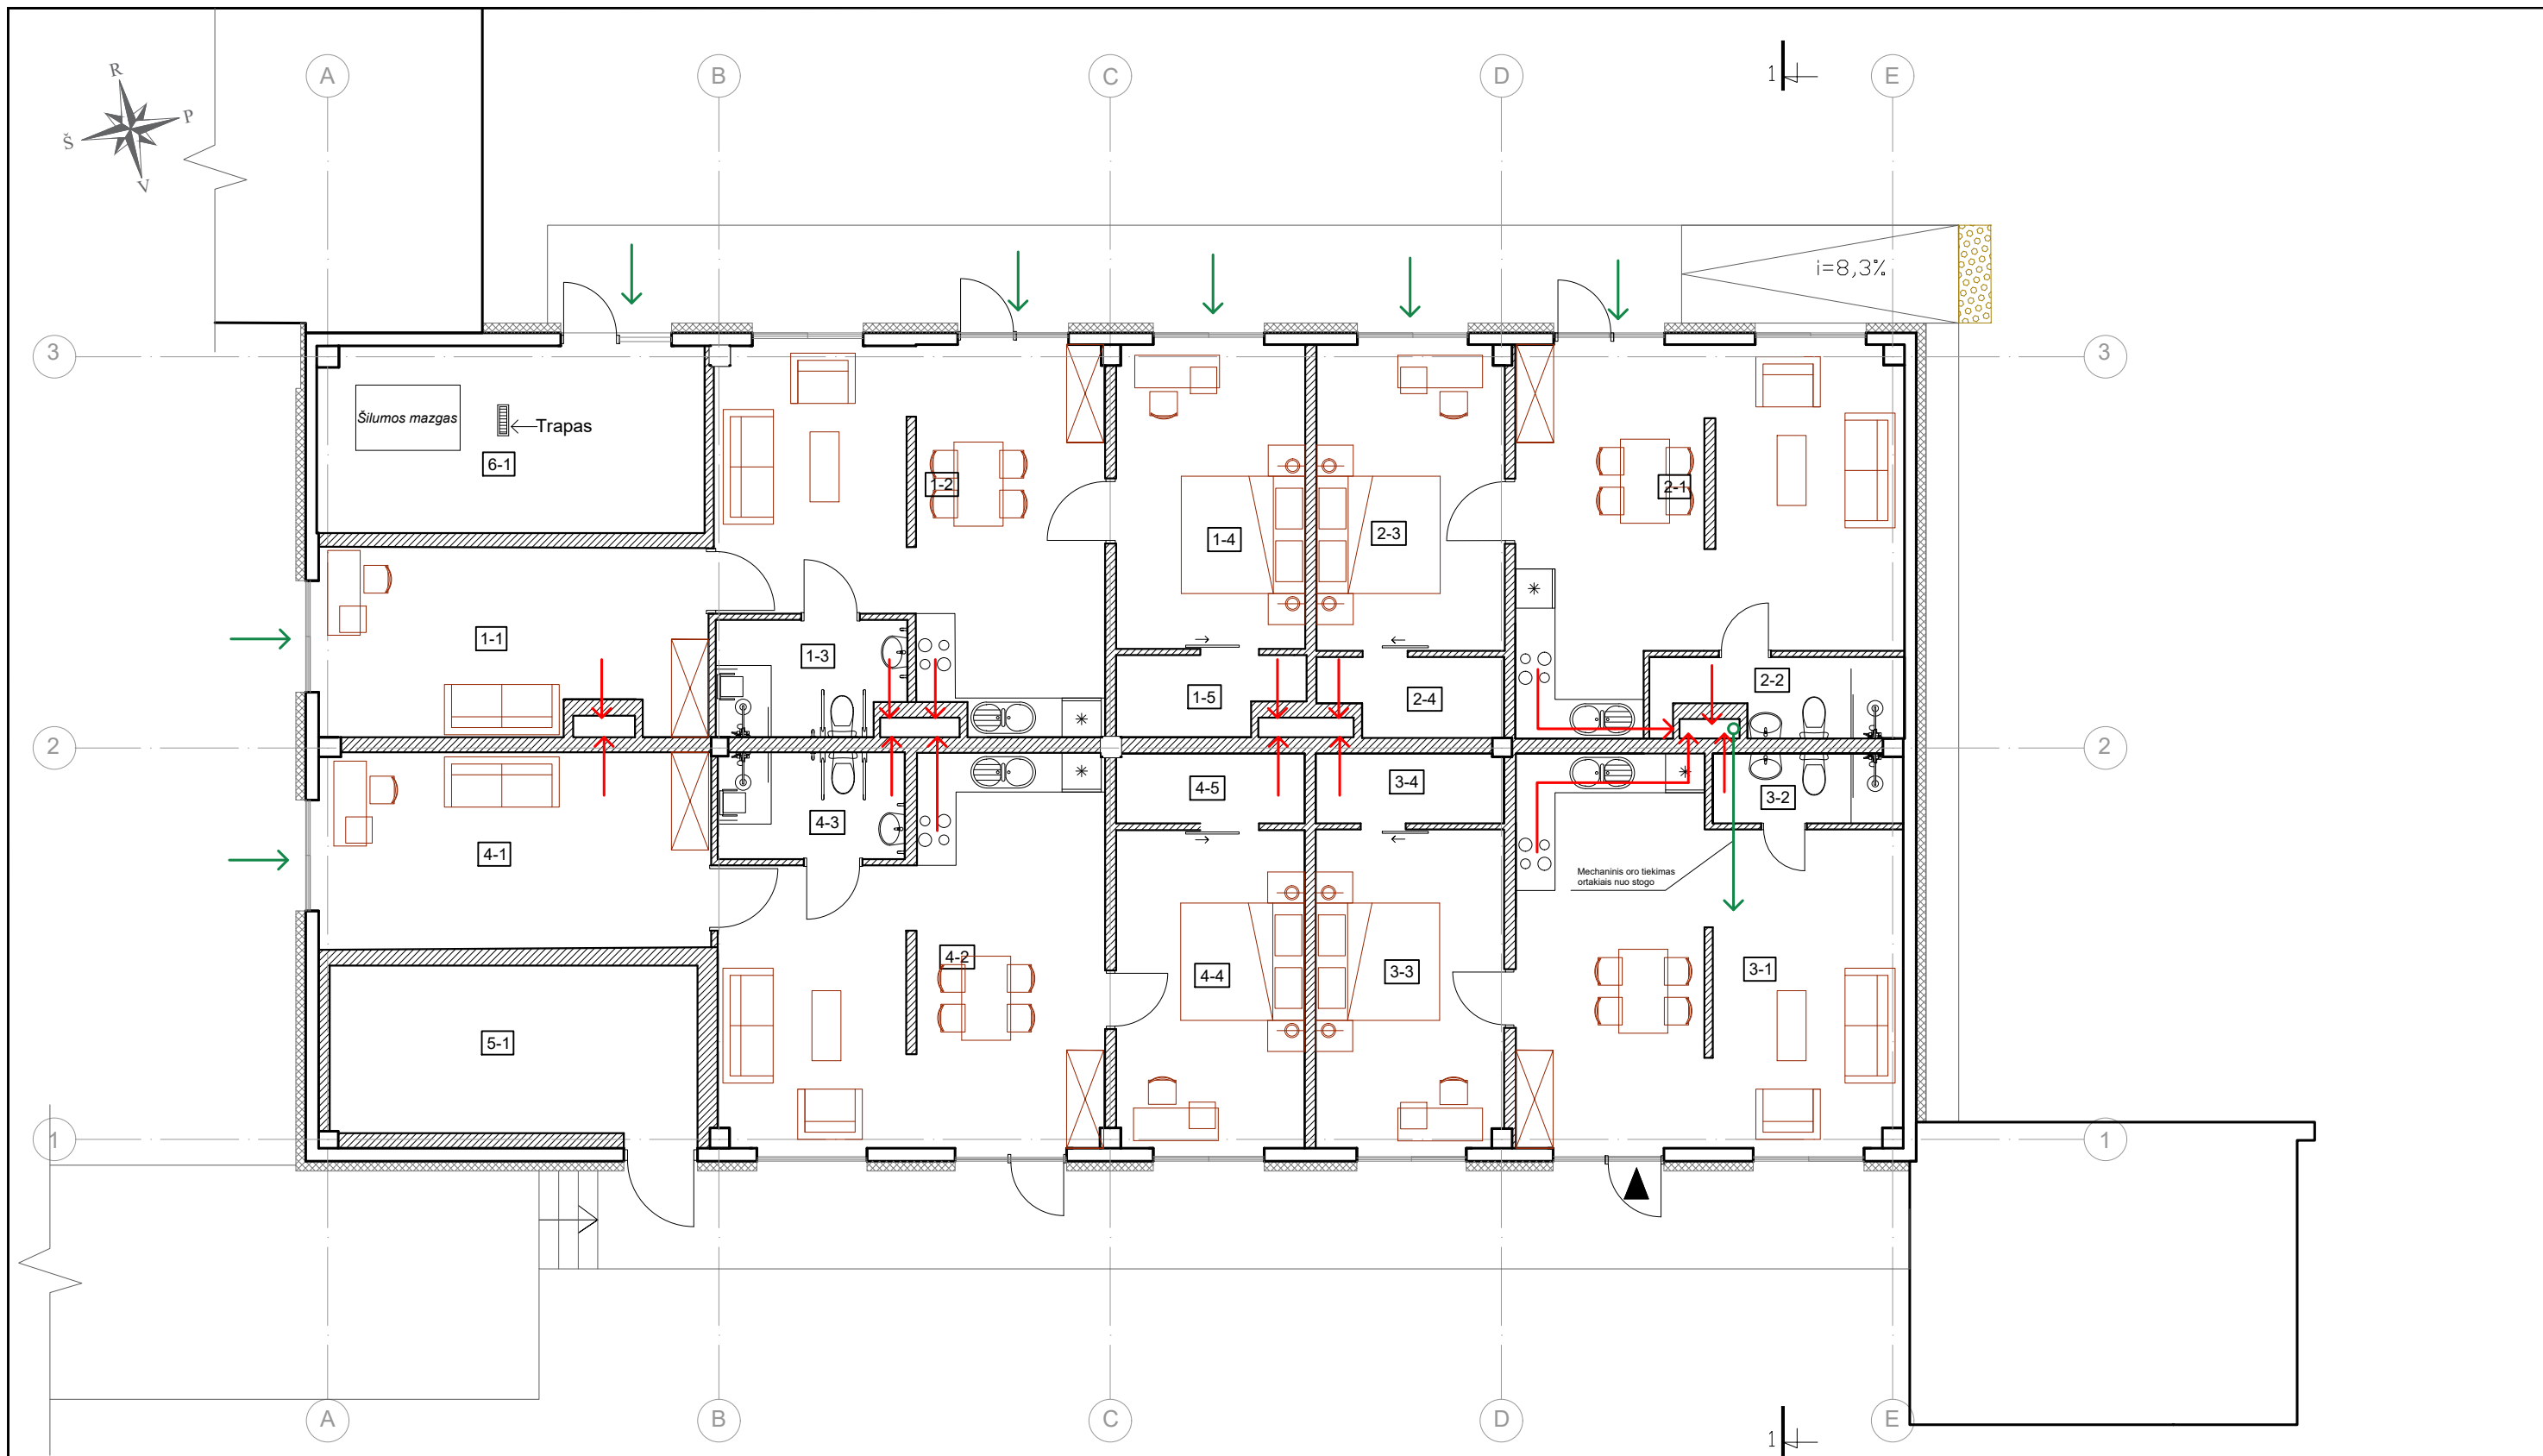 A
B
C
D
E
1
R
P
Š
V
i=8,3%
3
3
Šilumos mazgas
Trapas
6-1
1-2
2-1
1-4
2-3
1-1
1-3
2-2
1-5
2-4
2
2
4-5
3-4
3-2
4-3
4-1
Mechaninis oro tiekimas
ortakiais nuo stogo
4-2
4-4
3-3
3-1
5-1
1
1
A
B
C
D
E
1